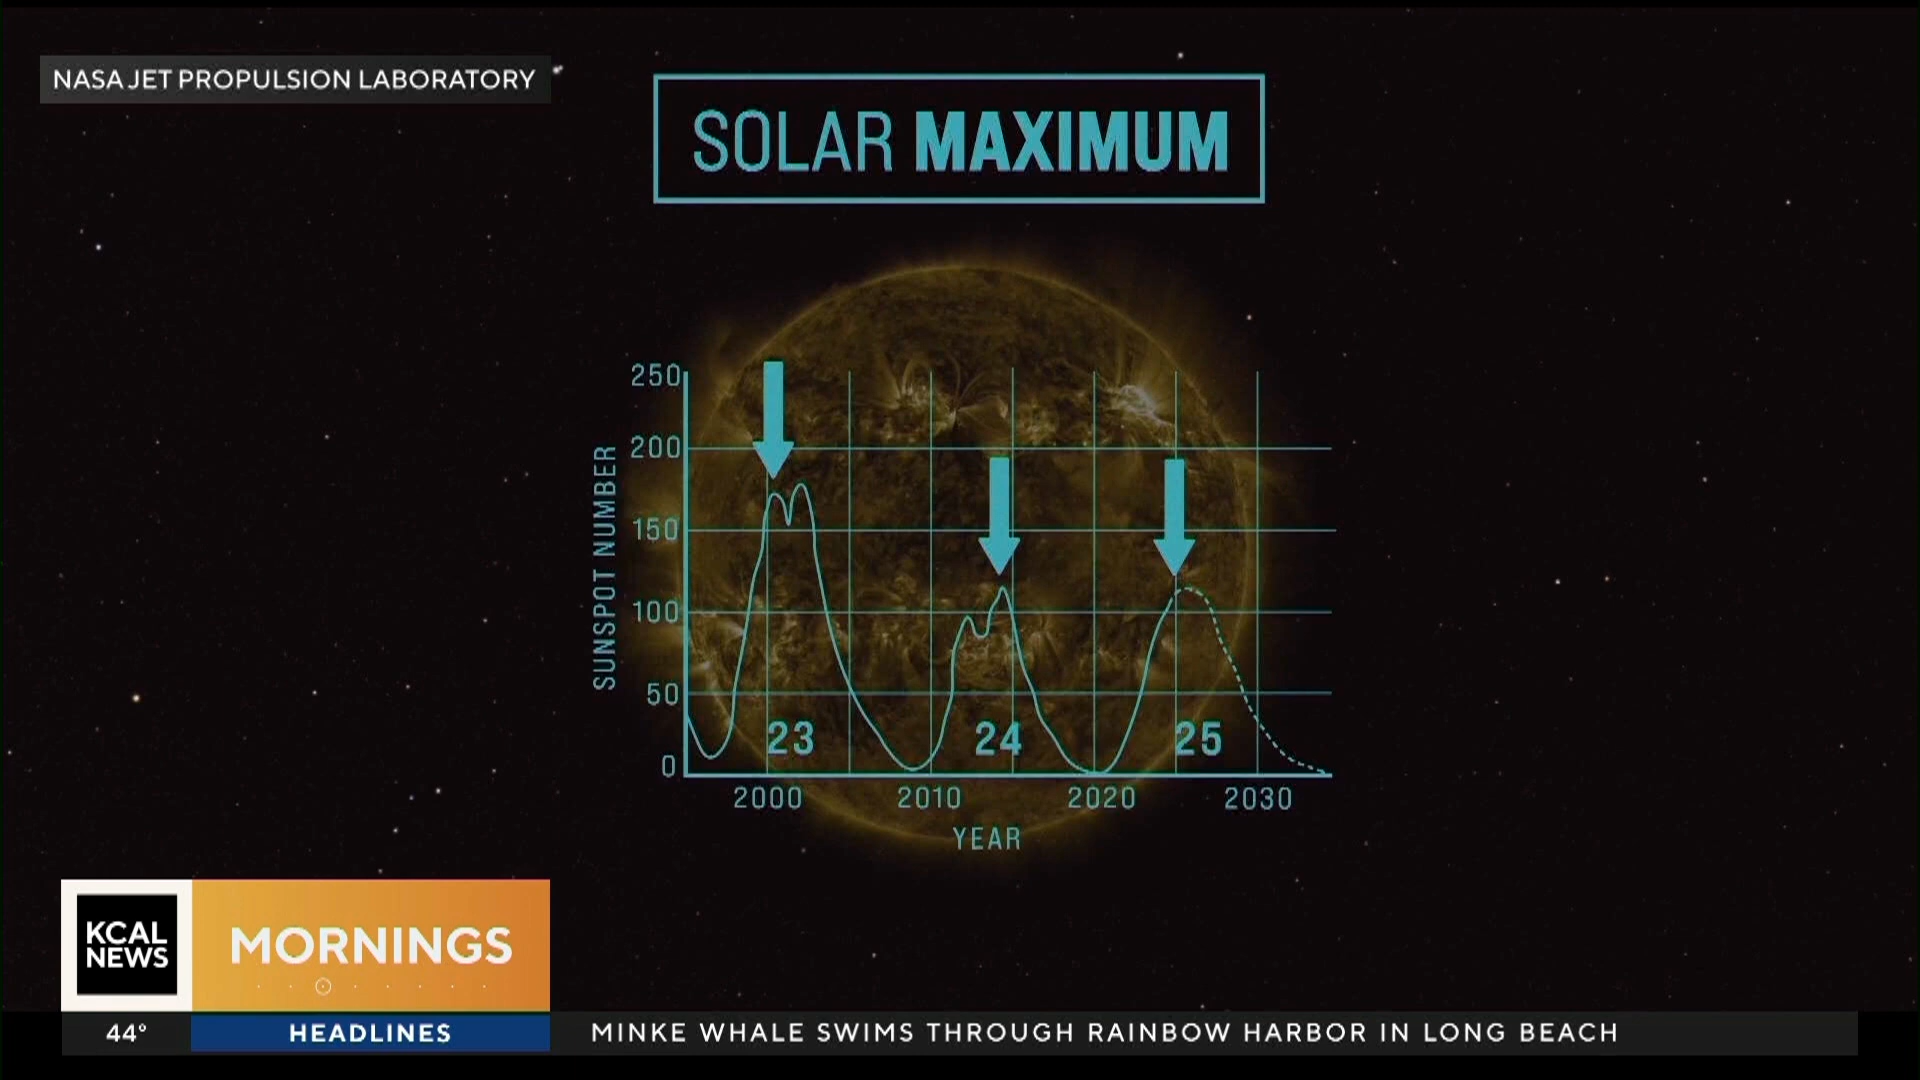 NASA JET PROPULSION LABORATORY
SOLAR MAXIMUM
250
200
150
100
50
0
SUNSPOT NUMBER
23 24 25
2000 2010 2020 2030
YEAR
KCAL
NEWS
MORNINGS
44°
HEADLINES
MINKE WHALE SWIMS THROUGH RAINBOW HARBOR IN LONG BEACH